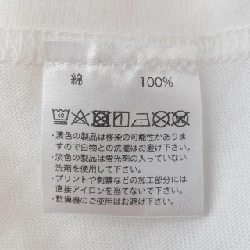 綿 100%
40
・濃色の製品は移染の可能性がありま
すので白物との洗濯はお避け下さい。
・淡色の製品は蛍光剤の入っていない
洗剤を使用して下さい。
・プリントや刺繍などの加工部分には
直接アイロンを当てないで下さい。
・乾燥機のご使用はお避け下さい。